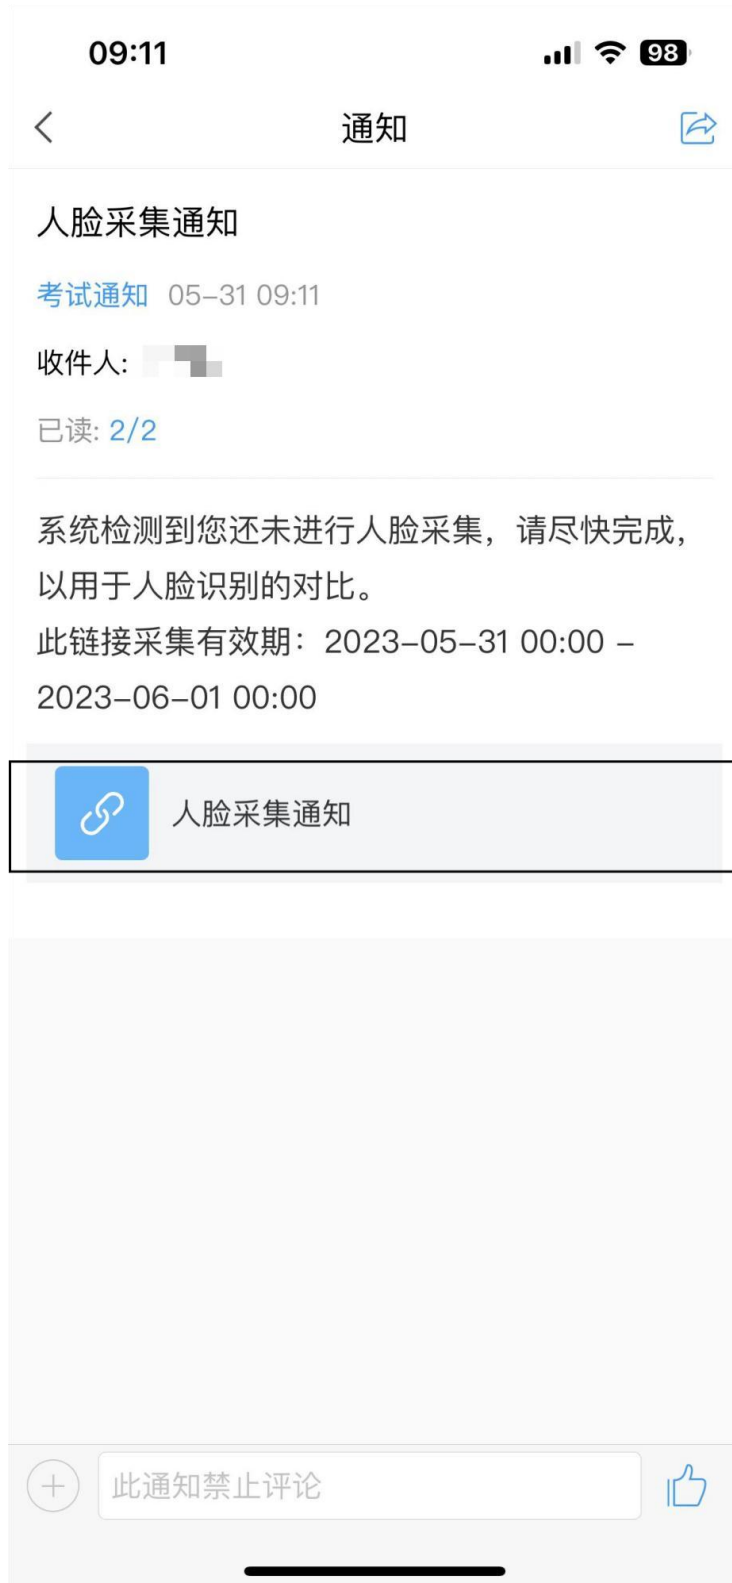 09:11
98
通知
人脸采集通知
考试通知 05-31 09:11
收件人:
已读: 2/2
系统检测到您还未进行人脸采集，请尽快完成，
以用于人脸识别的对比。
此链接采集有效期：2023-05-31 00:00 -
2023-06-01 00:00
人脸采集通知
此通知禁止评论